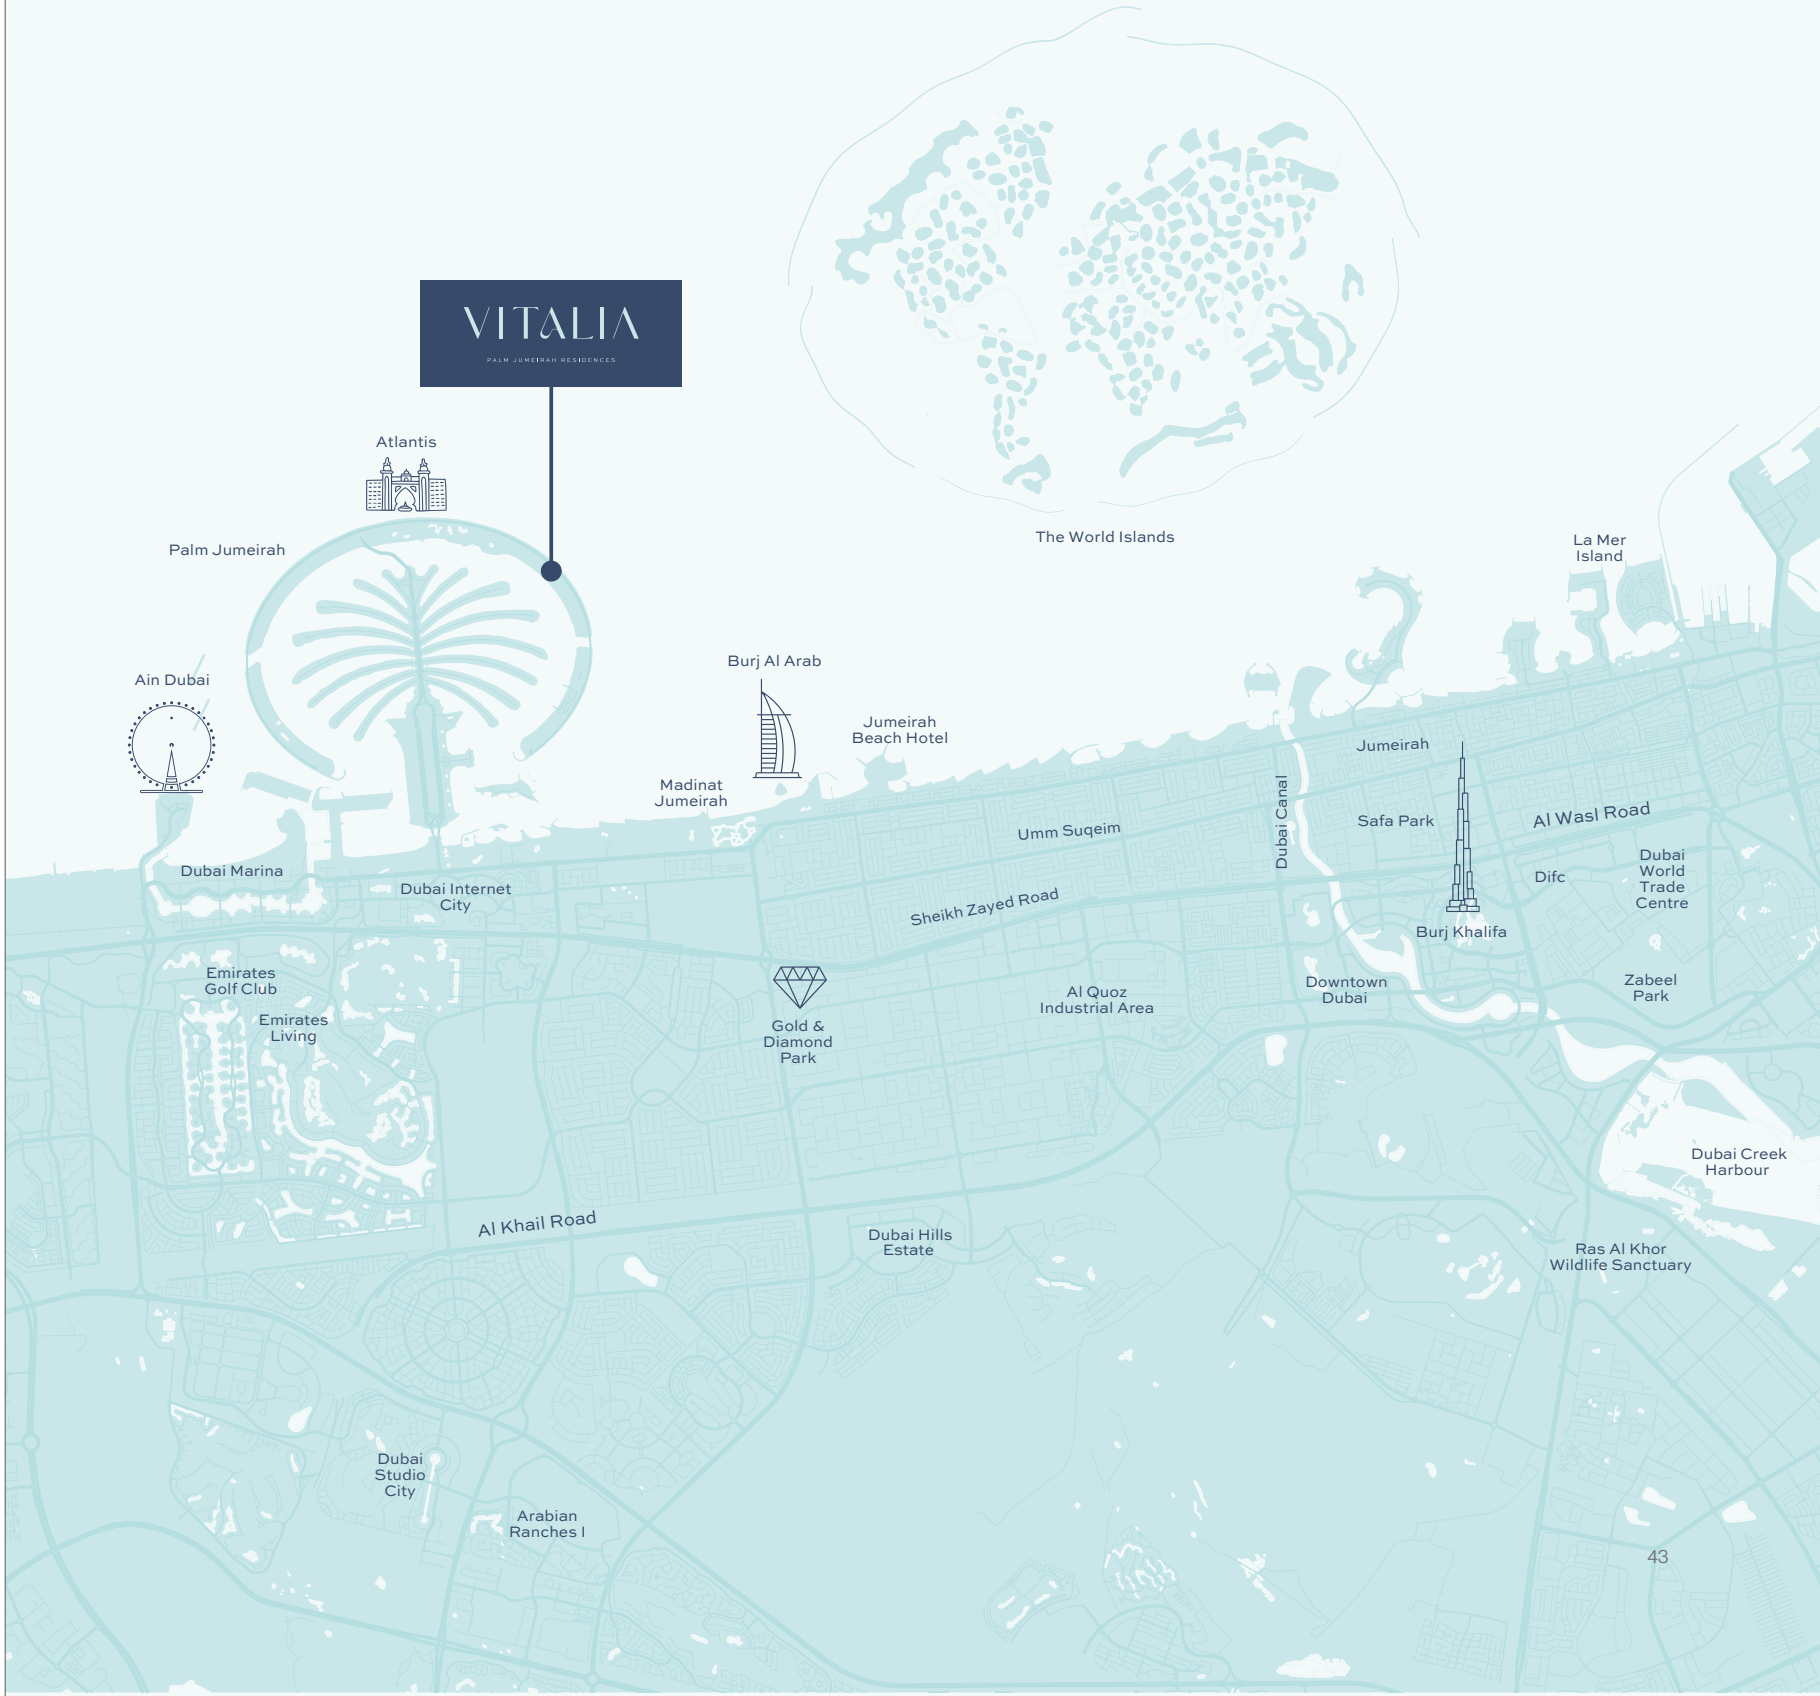 VITALIA
PALM JUMEIRAH RESIDENCES
Atlantis
Palm Jumeirah
The World Islands
La Mer
Island
Ain Dubai
Burj Al Arab
Jumeirah
Beach Hotel
Madinat
Jumeirah
Jumeirah
Dubai Canal
Umm Suqeim
Safa Park
Al Wasl Road
Dubai Marina
Dubai Internet
City
Sheikh Zayed Road
Difc
Dubai
World
Trade
Centre
Burj Khalifa
Emirates
Golf Club
Emirates
Living
Gold &
Diamond
Park
Al Quoz
Industrial Area
Downtown
Dubai
Zabeel
Park
Dubai Creek
Harbour
Al Khail Road
Dubai Hills
Estate
Ras Al Khor
Wildlife Sanctuary
Dubai
Studio
City
Arabian
Ranches I
43